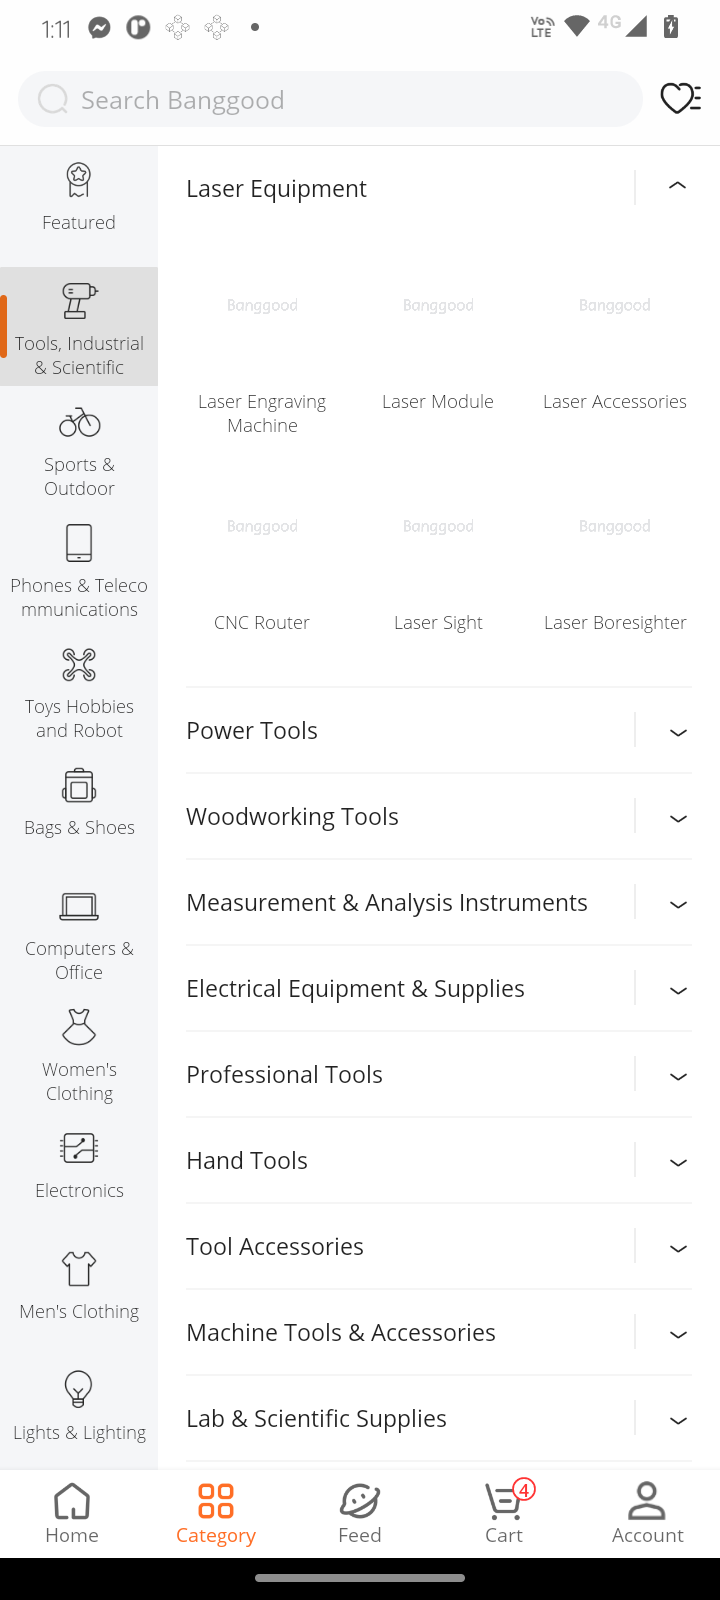 1:11
Vo
LTE
4G
Search Banggood
Featured
Tools, Industrial
& Scientific
Sports &
Outdoor
Phones & Teleco
mmunications
Toys Hobbies
and Robot
Bags & Shoes
Computers &
Office
Women's
Clothing
Electronics
Men's Clothing
Lights & Lighting
Laser Equipment
Banggood
Banggood
Banggood
Laser Engraving
Machine
Laser Module
Laser Accessories
Banggood
Banggood
Banggood
CNC Router
Laser Sight
Laser Boresighter
Power Tools
Woodworking Tools
Measurement & Analysis Instruments
Electrical Equipment & Supplies
Professional Tools
Hand Tools
Tool Accessories
Machine Tools & Accessories
Lab & Scientific Supplies
Home
Category
Feed
4
Cart
Account